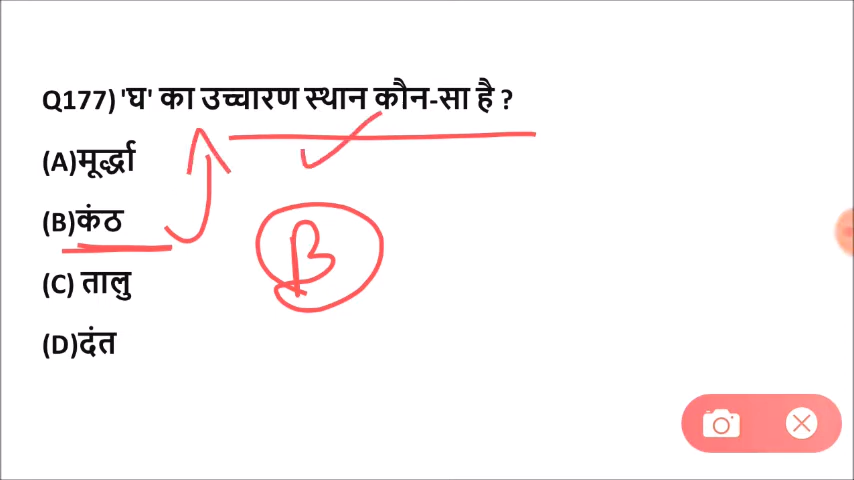 Q177) 'घ' का उच्चारण स्थान कौन-सा है ?
(A)मूर्द्धा
(B)कंठ
B
(C) तालु
(D)दंत